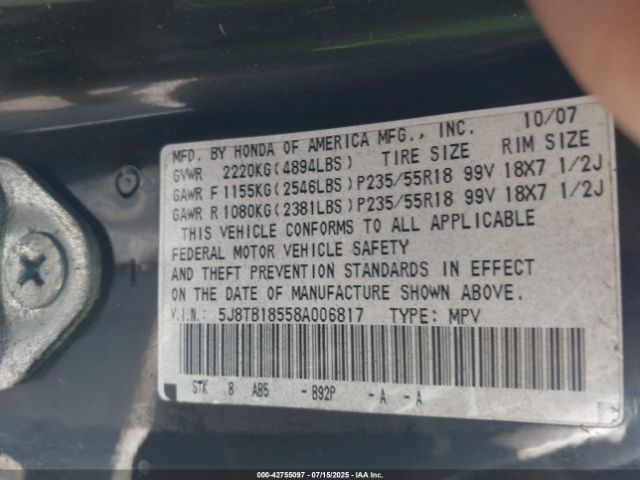 MFD. BY HONDA OF AMERICA MFG., INC. 10/07
GVWR 2220KG(4894LBS) TIRE SIZE RIM SIZE
GAWR F 1155KG(2546LBS)P235/55R18 99V 18X7 1/2J
GAWR R 1080KG(2381LBS)P235/55R18 99V 18X7 1/2J
THIS VEHICLE CONFORMS TO ALL APPLICABLE
FEDERAL MOTOR VEHICLE SAFETY
AND THEFT PREVENTION STANDARDS IN EFFECT
ON THE DATE OF MANUFACTURE SHOWN ABOVE.
V.I.N.: 5J8TB18558A006817 TYPE: MPV
STK 8 AB5 -B92P -A -A
000-42755097 - 07/15/2025 - IAA Inc.